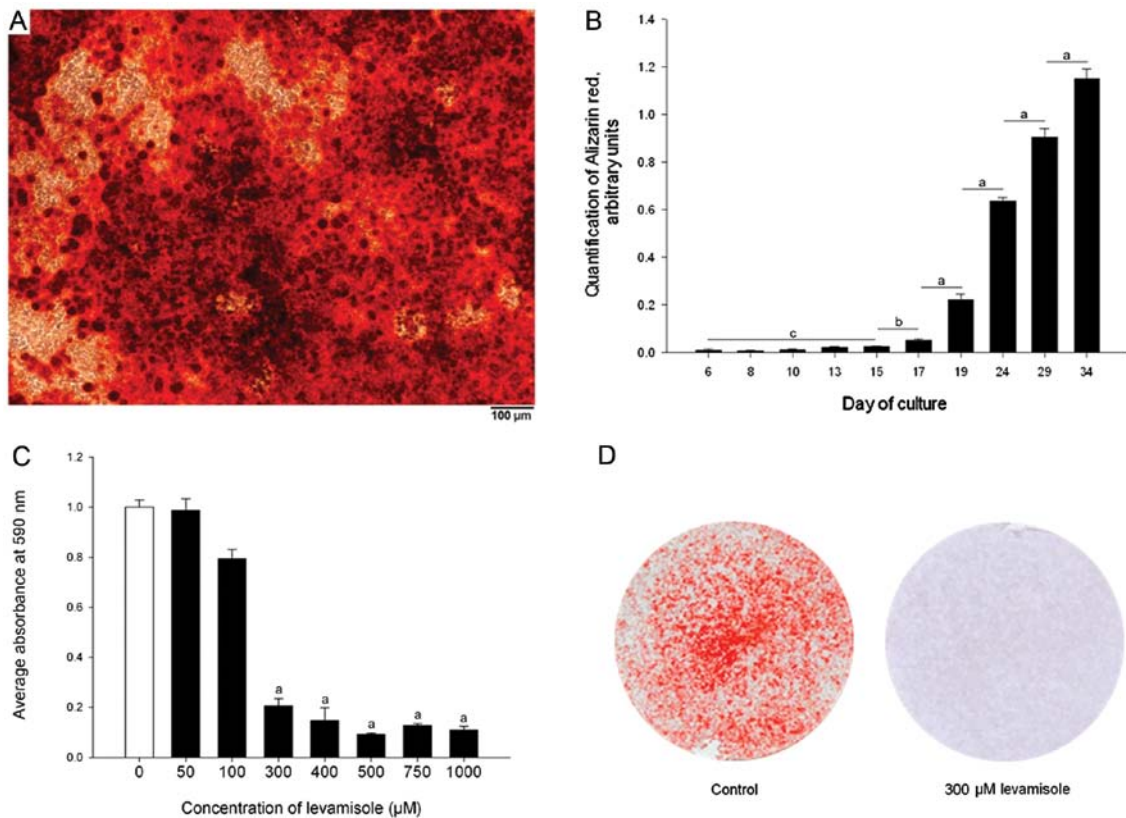 A
100 µm
B
Quantification of Alizarin red,
arbitrary units
1.4
1.2
1.0
0.8
0.6
0.4
0.2
0.0
c
b
a
a
a
a
6 8 10 13 15 17 19 24 29 34
Day of culture
C
Average absorbance at 590 nm
1.2
1.0
0.8
0.6
0.4
0.2
0.0
a a a a a
0 50 100 300 400 500 750 1000
Concentration of levamisole (µM)
D
Control
300 µM levamisole